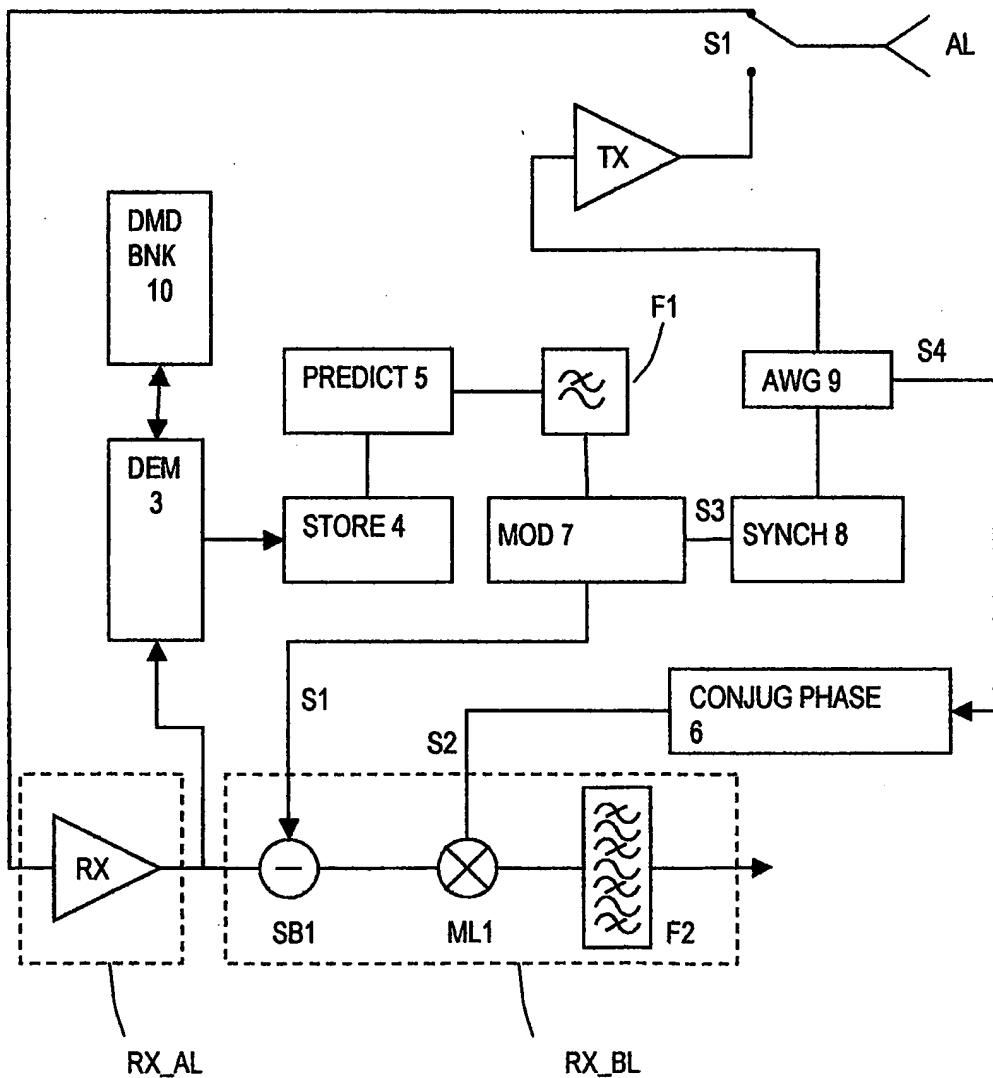 S1
AL
TX
DMD
BNK
10
F1
PREDICT 5
S4
AWG 9
DEM
3
STORE 4
MOD 7
S3
SYNCH 8
S1
CONJUG PHASE
6
S2
RX
SB1
ML1
F2
RX_AL
RX_BL